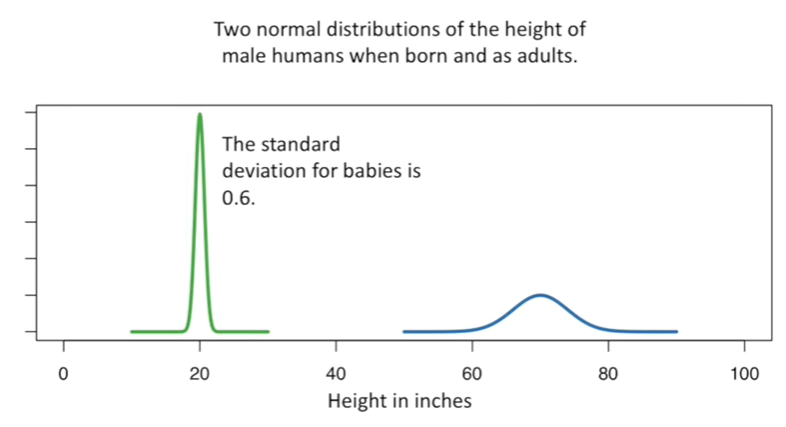 Two normal distributions of the height of
male humans when born and as adults.
The standard
deviation for babies is
0.6.
0 20 40 60 80 100
Height in inches